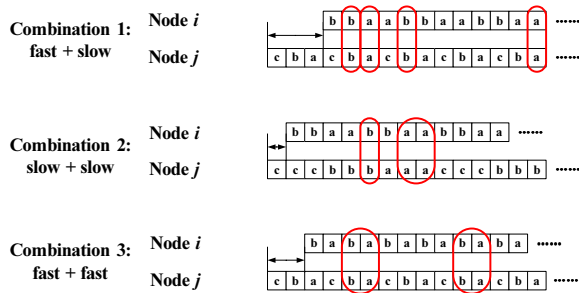 Combination 1:
fast + slow
Node i
b b a a b b a a b b a a ......
Node j
c b a c b a c b a c b a c b a ......
Combination 2:
slow + slow
Node i
b b a a b b a a b b a a ......
Node j
c c c b b b a a a c c c b b b ......
Combination 3:
fast + fast
Node i
b a b a b a b a b a b a ......
Node j
c b a c b a c b a c b a c b a ......